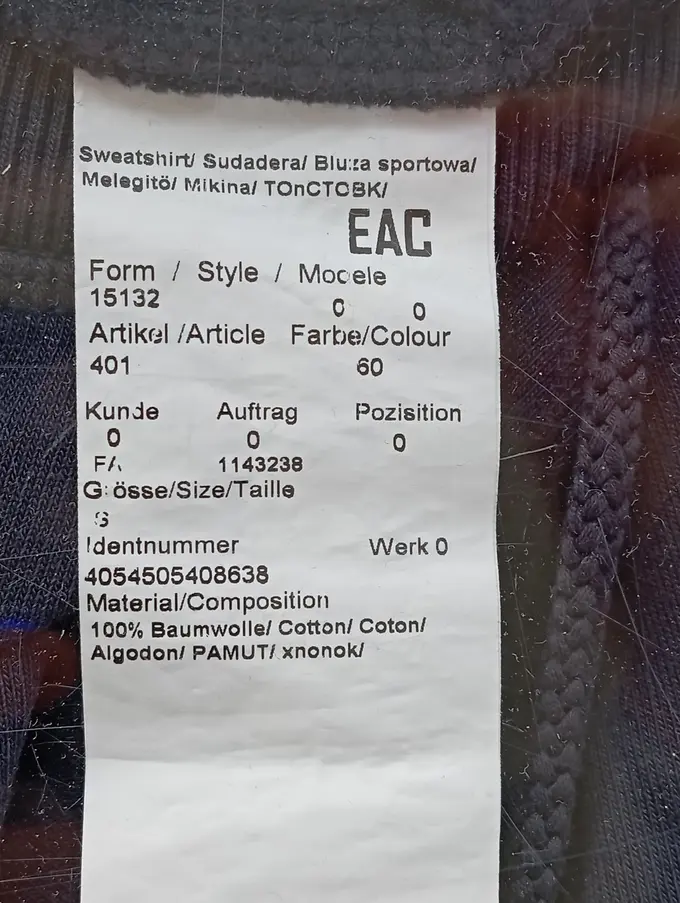 Sweatshirt/ Sudadera/ Bluza sportowa/
Melegitö/ Mikina/ TOnCTOBK/
EAC
Form / Style / Modele
15132 0 0
Artikel /Article Farbe/Colour
401 60
Kunde Auftrag Pozisition
0 0 0
FA 1143238
Grösse/Size/Taille
S
Identnummer Werk 0
4054505408638
Material/Composition
100% Baumwolle/ Cotton/ Coton/
Algodon/ PAMUT/ xnonok/